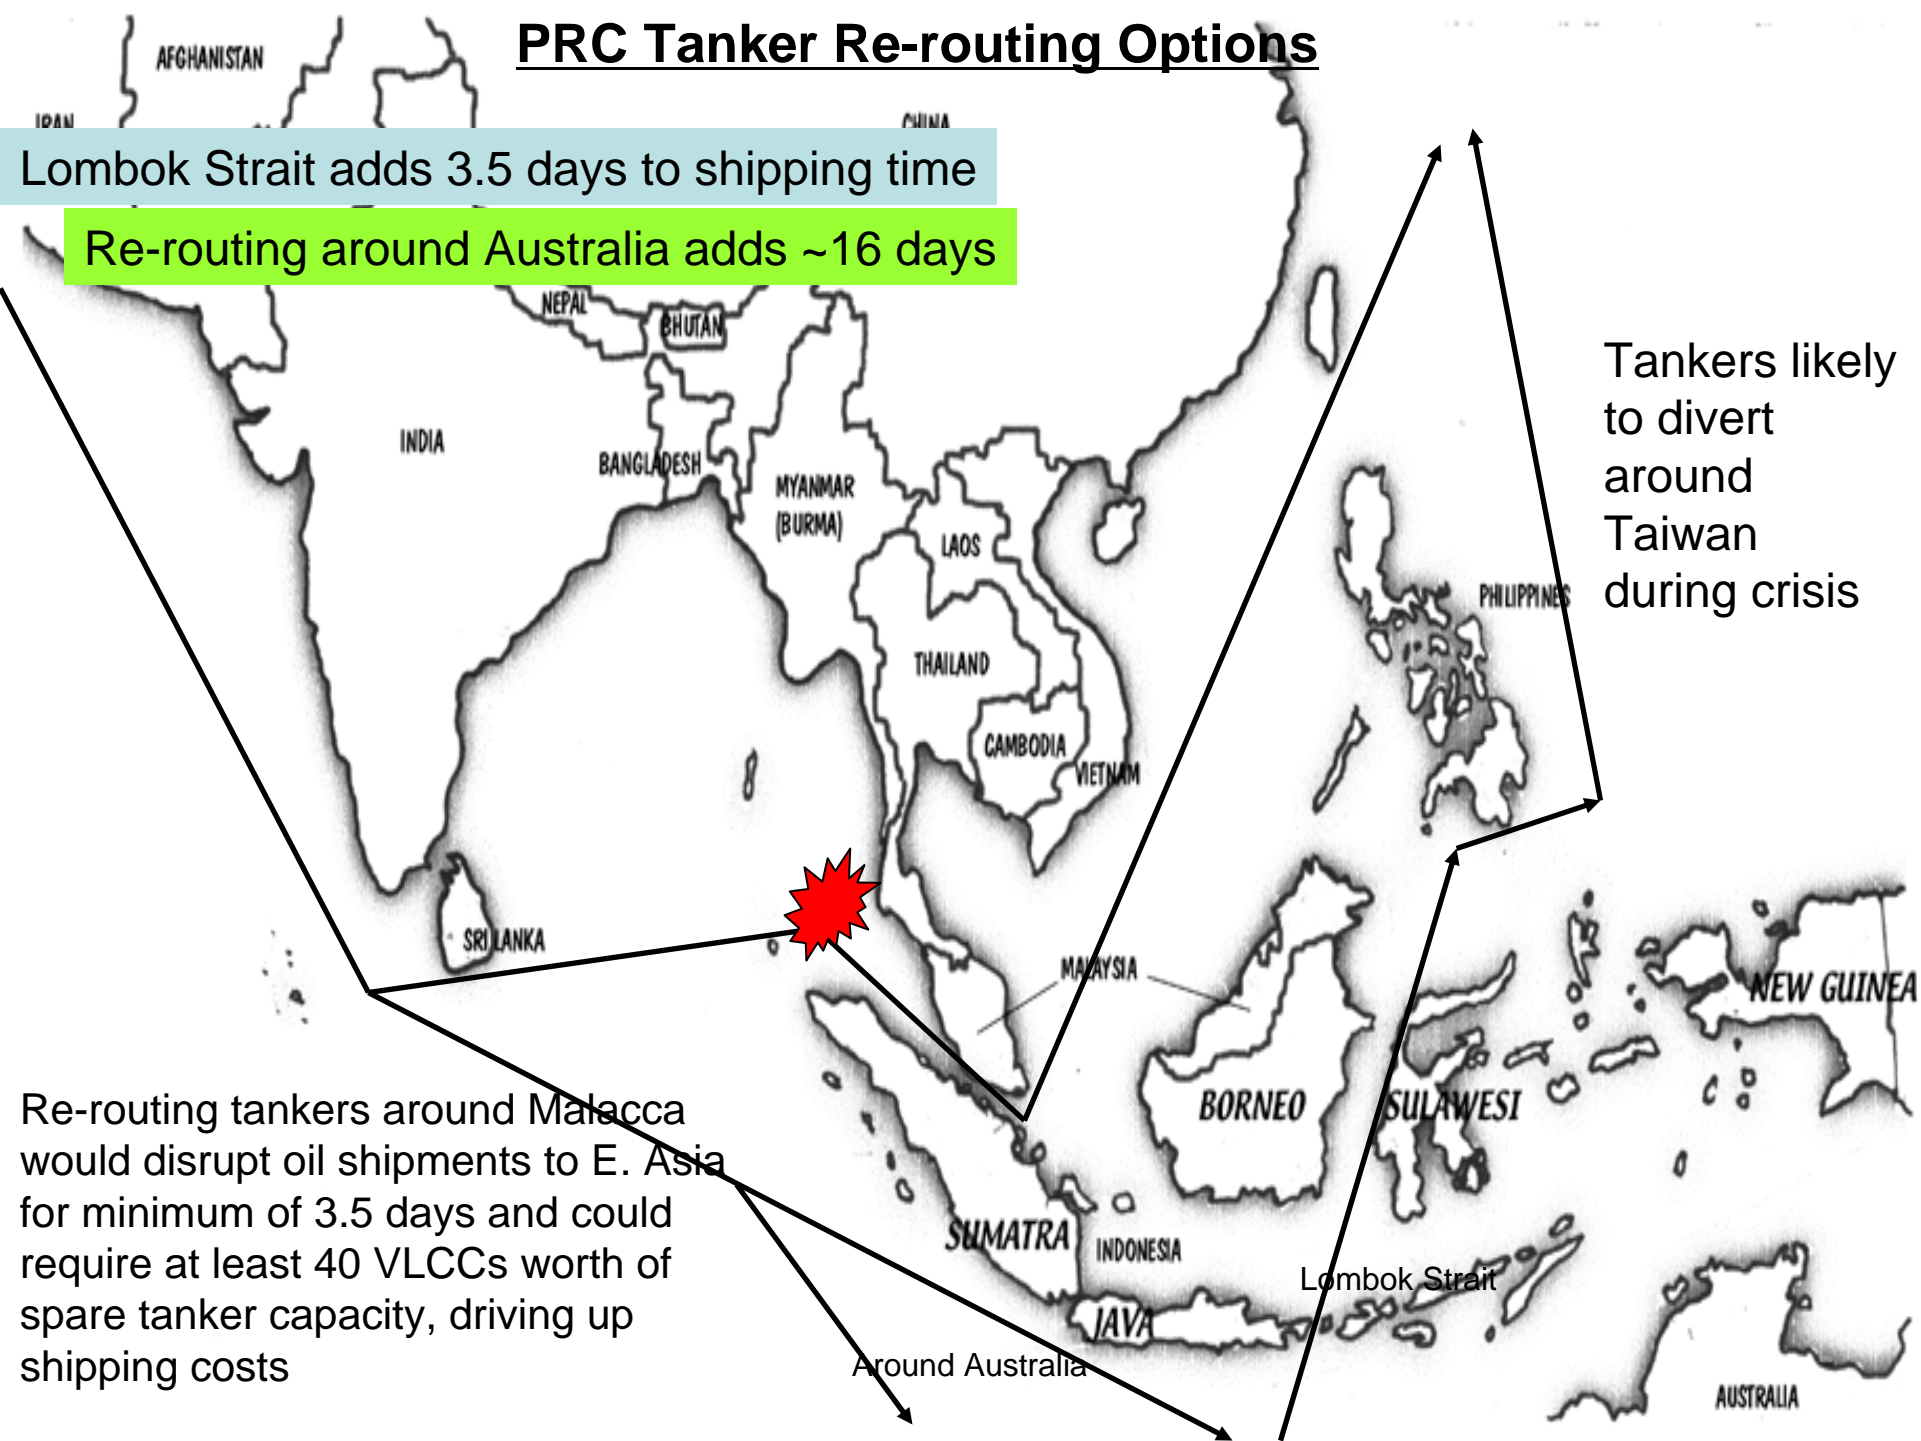 PRC Tanker Re-routing Options
AFGHANISTAN
IRAN
CHINA
Lombok Strait adds 3.5 days to shipping time
Re-routing around Australia adds ~16 days
NEPAL
BHUTAN
Tankers likely
to divert
around
Taiwan
during crisis
INDIA
BANGLADESH
MYANMAR
(BURMA)
LAOS
PHILIPPINES
THAILAND
CAMBODIA
VIETNAM
SRI LANKA
MALAYSIA
NEW GUINEA
BORNEO
SULAWESI
Re-routing tankers around Malacca
would disrupt oil shipments to E. Asia
for minimum of 3.5 days and could
require at least 40 VLCCs worth of
spare tanker capacity, driving up
shipping costs
SUMATRA
INDONESIA
Lombok Strait
JAVA
Around Australia
AUSTRALIA